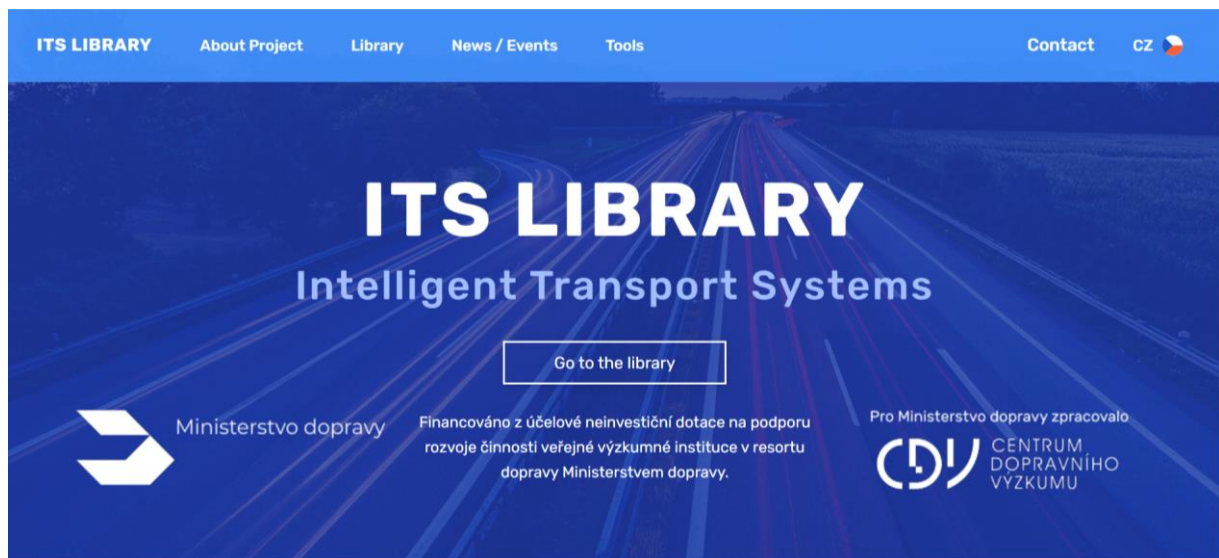 ITS LIBRARY About Project Library News / Events Tools Contact CZ
ITS LIBRARY
Intelligent Transport Systems
Go to the library
Ministerstvo dopravy
Financováno z účelové neinvestiční dotace na podporu
rozvoje činnosti veřejné výzkumné instituce v resortu
dopravy Ministerstvem dopravy.
Pro Ministerstvo dopravy zpracovalo
CDV
CENTRUM
DOPRAVNÍHO
VÝZKUMU